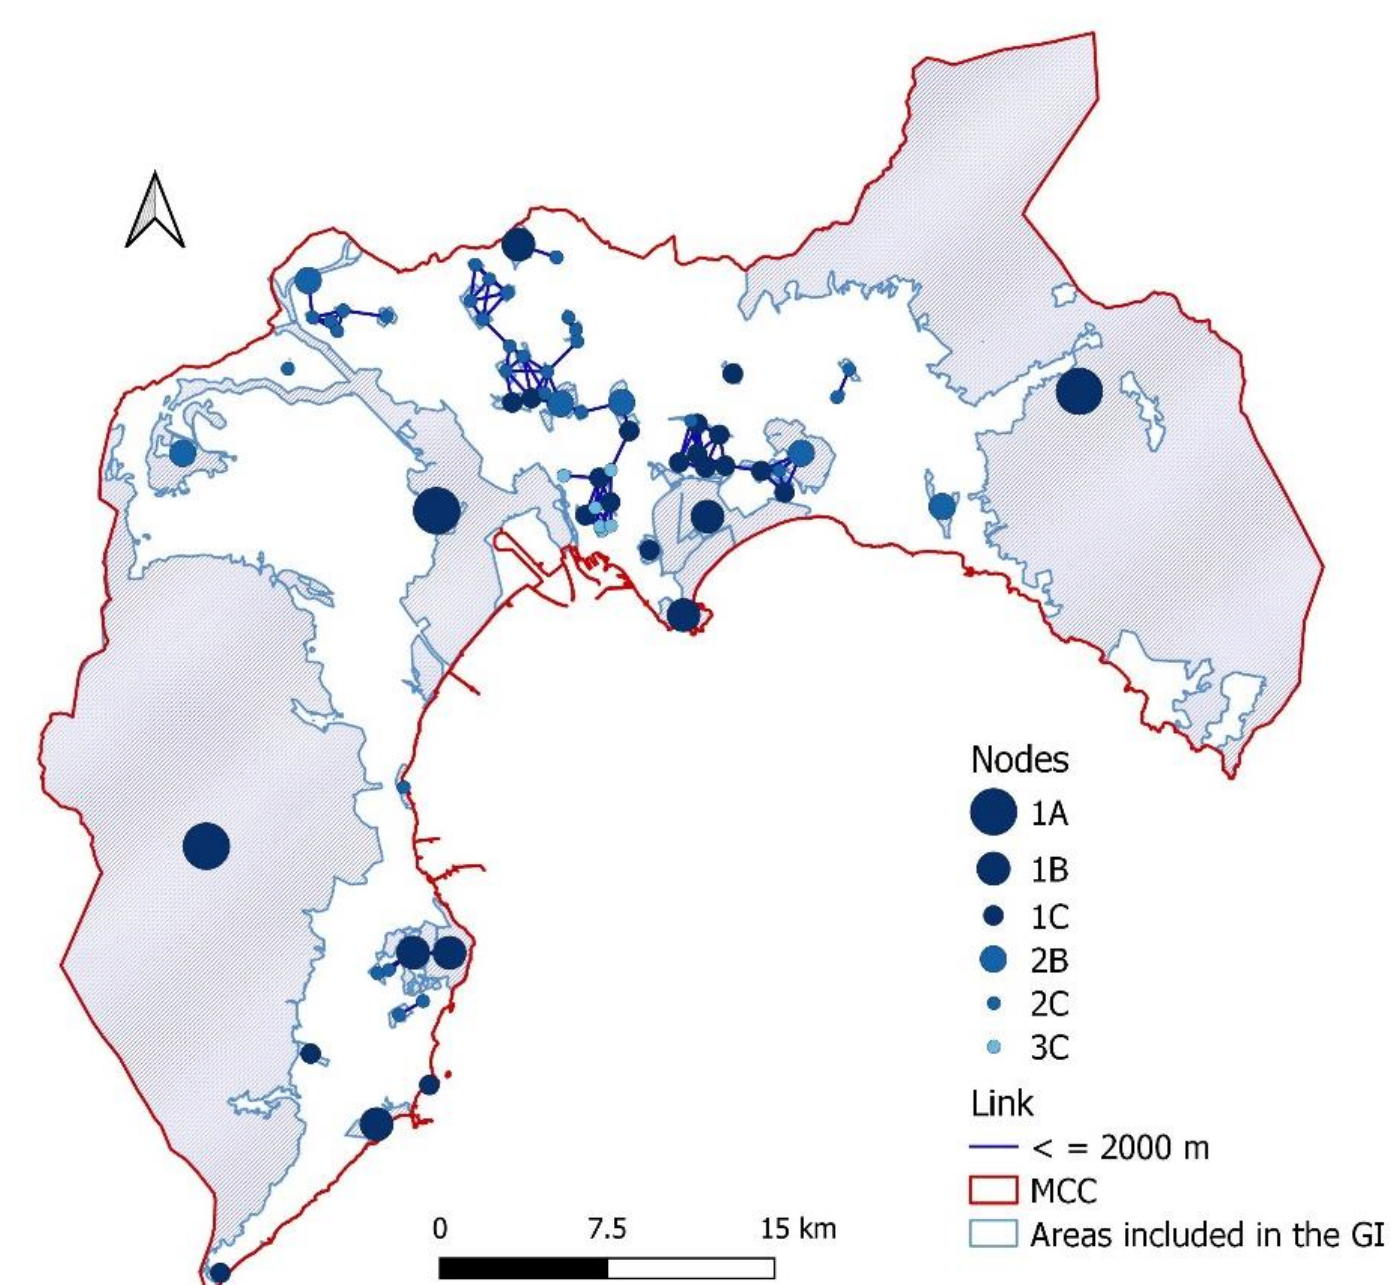 Nodes
1A
1B
1C
2B
2C
3C
Link
< = 2000 m
MCC
Areas included in the GI
0 7.5 15 km